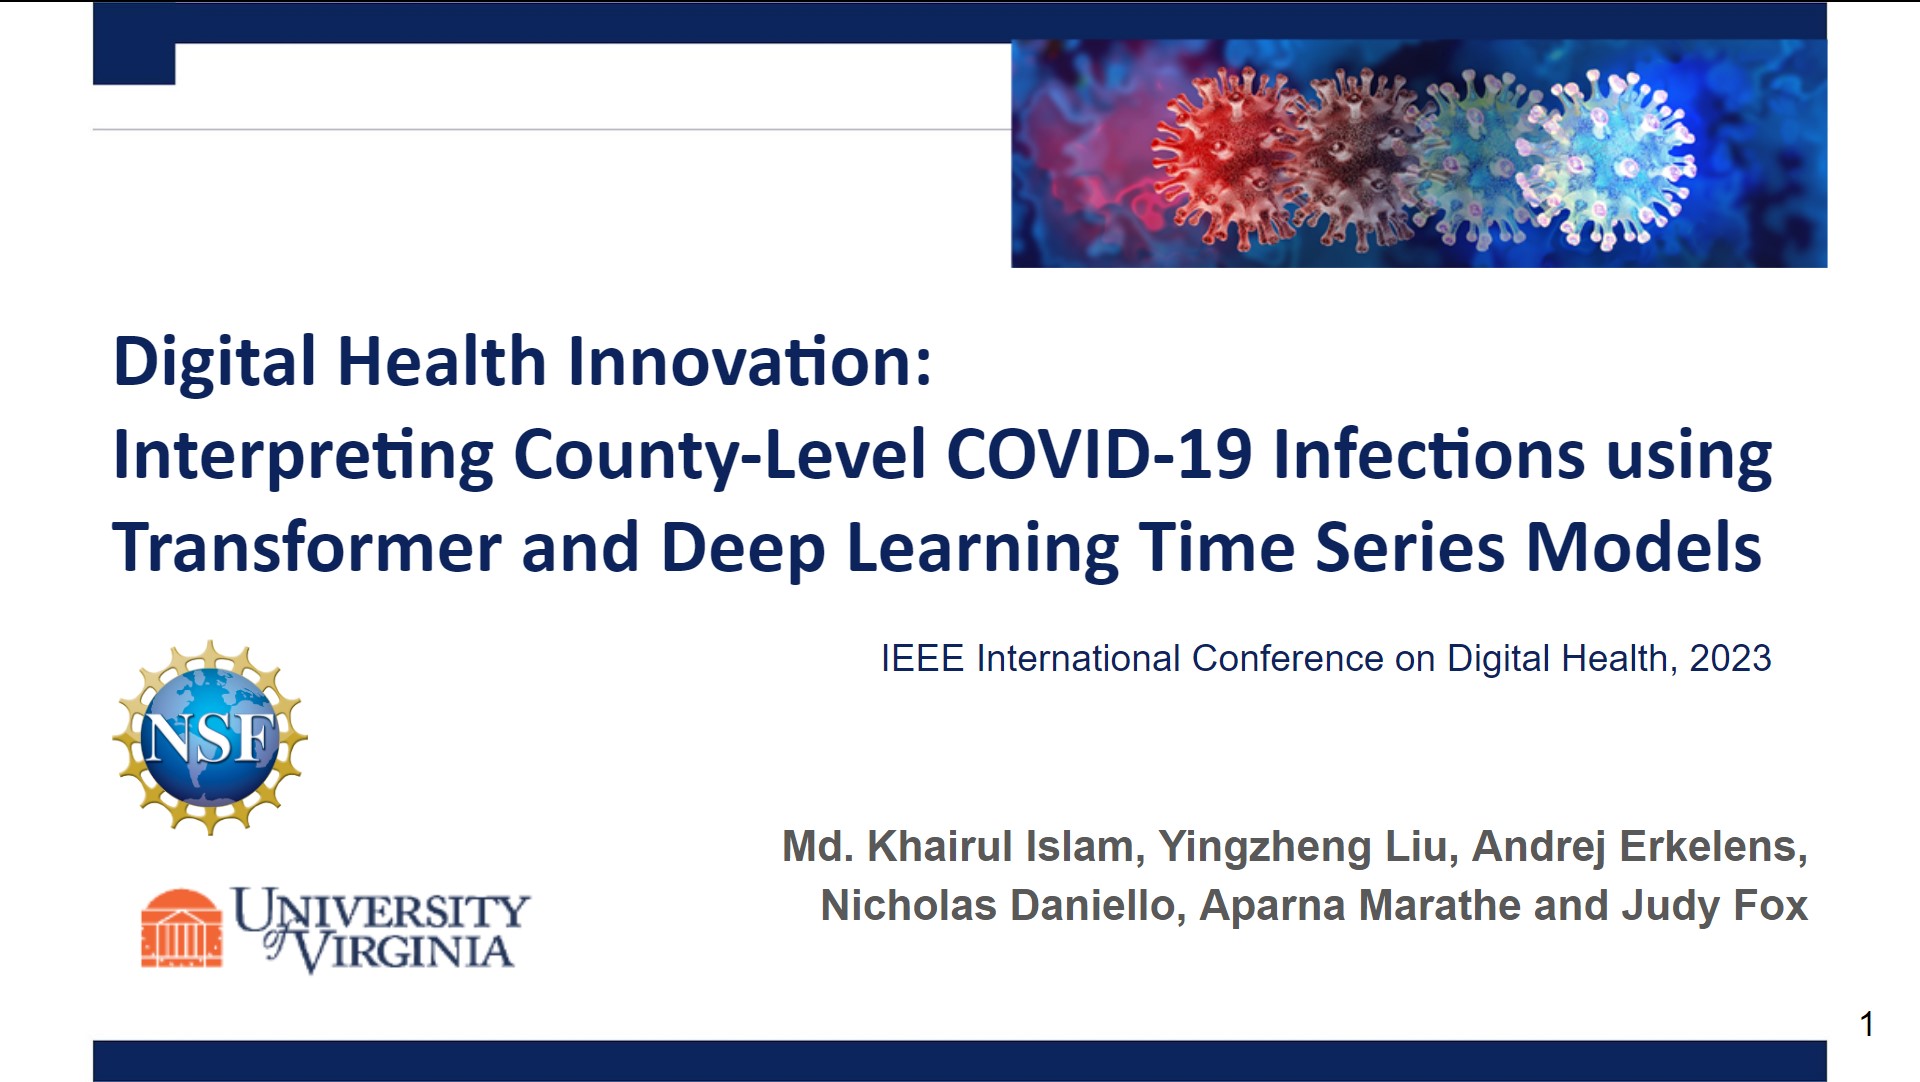 Digital Health Innovation:
Interpreting County-Level COVID-19 Infections using
Transformer and Deep Learning Time Series Models
IEEE International Conference on Digital Health, 2023
NSF
Md. Khairul Islam, Yingzheng Liu, Andrej Erkelens,
Nicholas Daniello, Aparna Marathe and Judy Fox
UNIVERSITY
of VIRGINIA
1